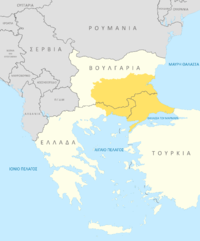 ΡΟΥΜΑΝΙΑ
ΣΕΡΒΙΑ
ΜΑΥΡΗ ΘΑΛΑΣΣΑ
ΒΟΥΛΓΑΡΙΑ
ΕΛΛΑΔΑ
ΤΟΥΡΚΙΑ
ΑΙΓΑΙΟ ΠΕΛΑΓΟΣ
ΙΟΝΙΟ ΠΕΛΑΓΟΣ